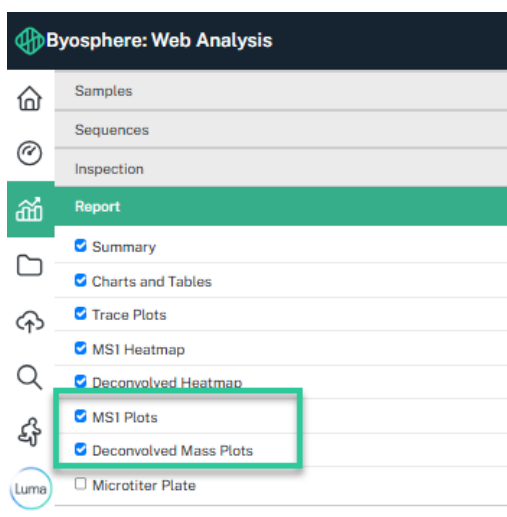 Byosphere: Web Analysis
Samples
Sequences
Inspection
Report
Summary
Charts and Tables
Trace Plots
MS1 Heatmap
Deconvolved Heatmap
MS1 Plots
Deconvolved Mass Plots
Microtiter Plate
Luma